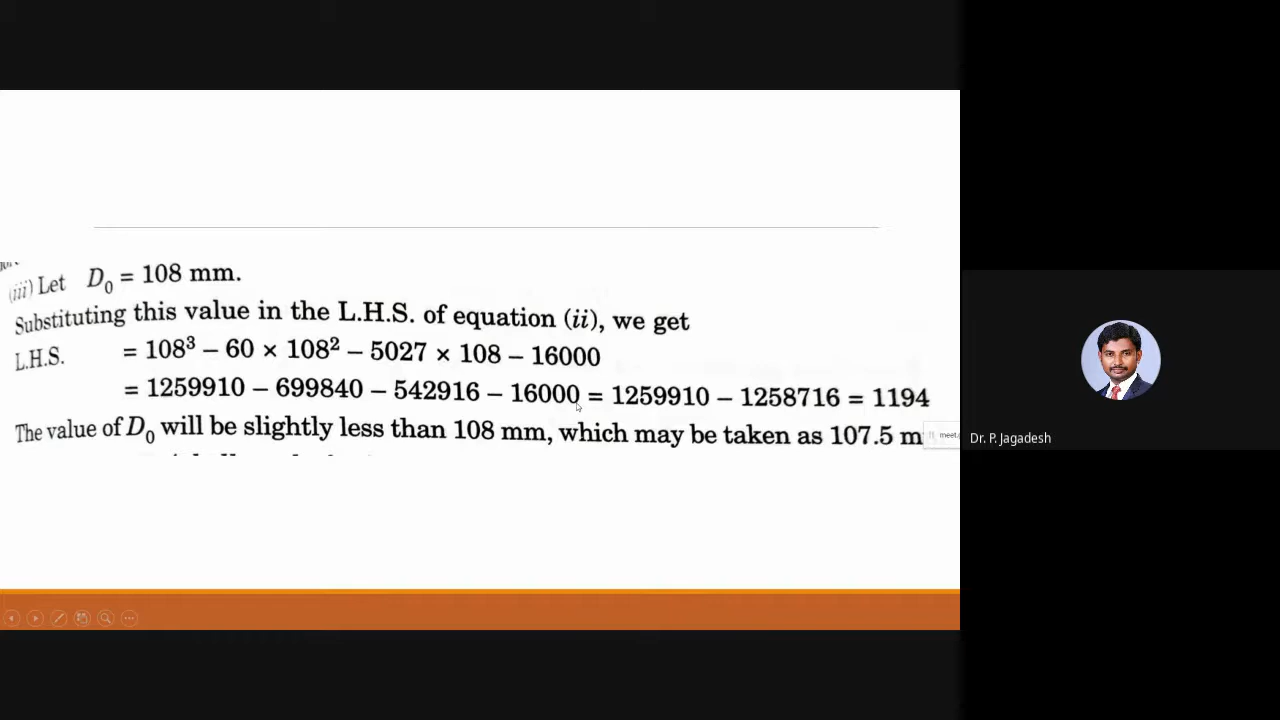 (iii) Let D₀ = 108 mm.
Substituting this value in the L.H.S. of equation (ii), we get
L.H.S. = 108³ – 60 × 108² – 5027 × 108 – 16000
= 1259910 – 699840 – 542916 – 16000 = 1259910 – 1258716 = 1194
The value of D₀ will be slightly less than 108 mm, which may be taken as 107.5 m
Dr. P. Jagadesh